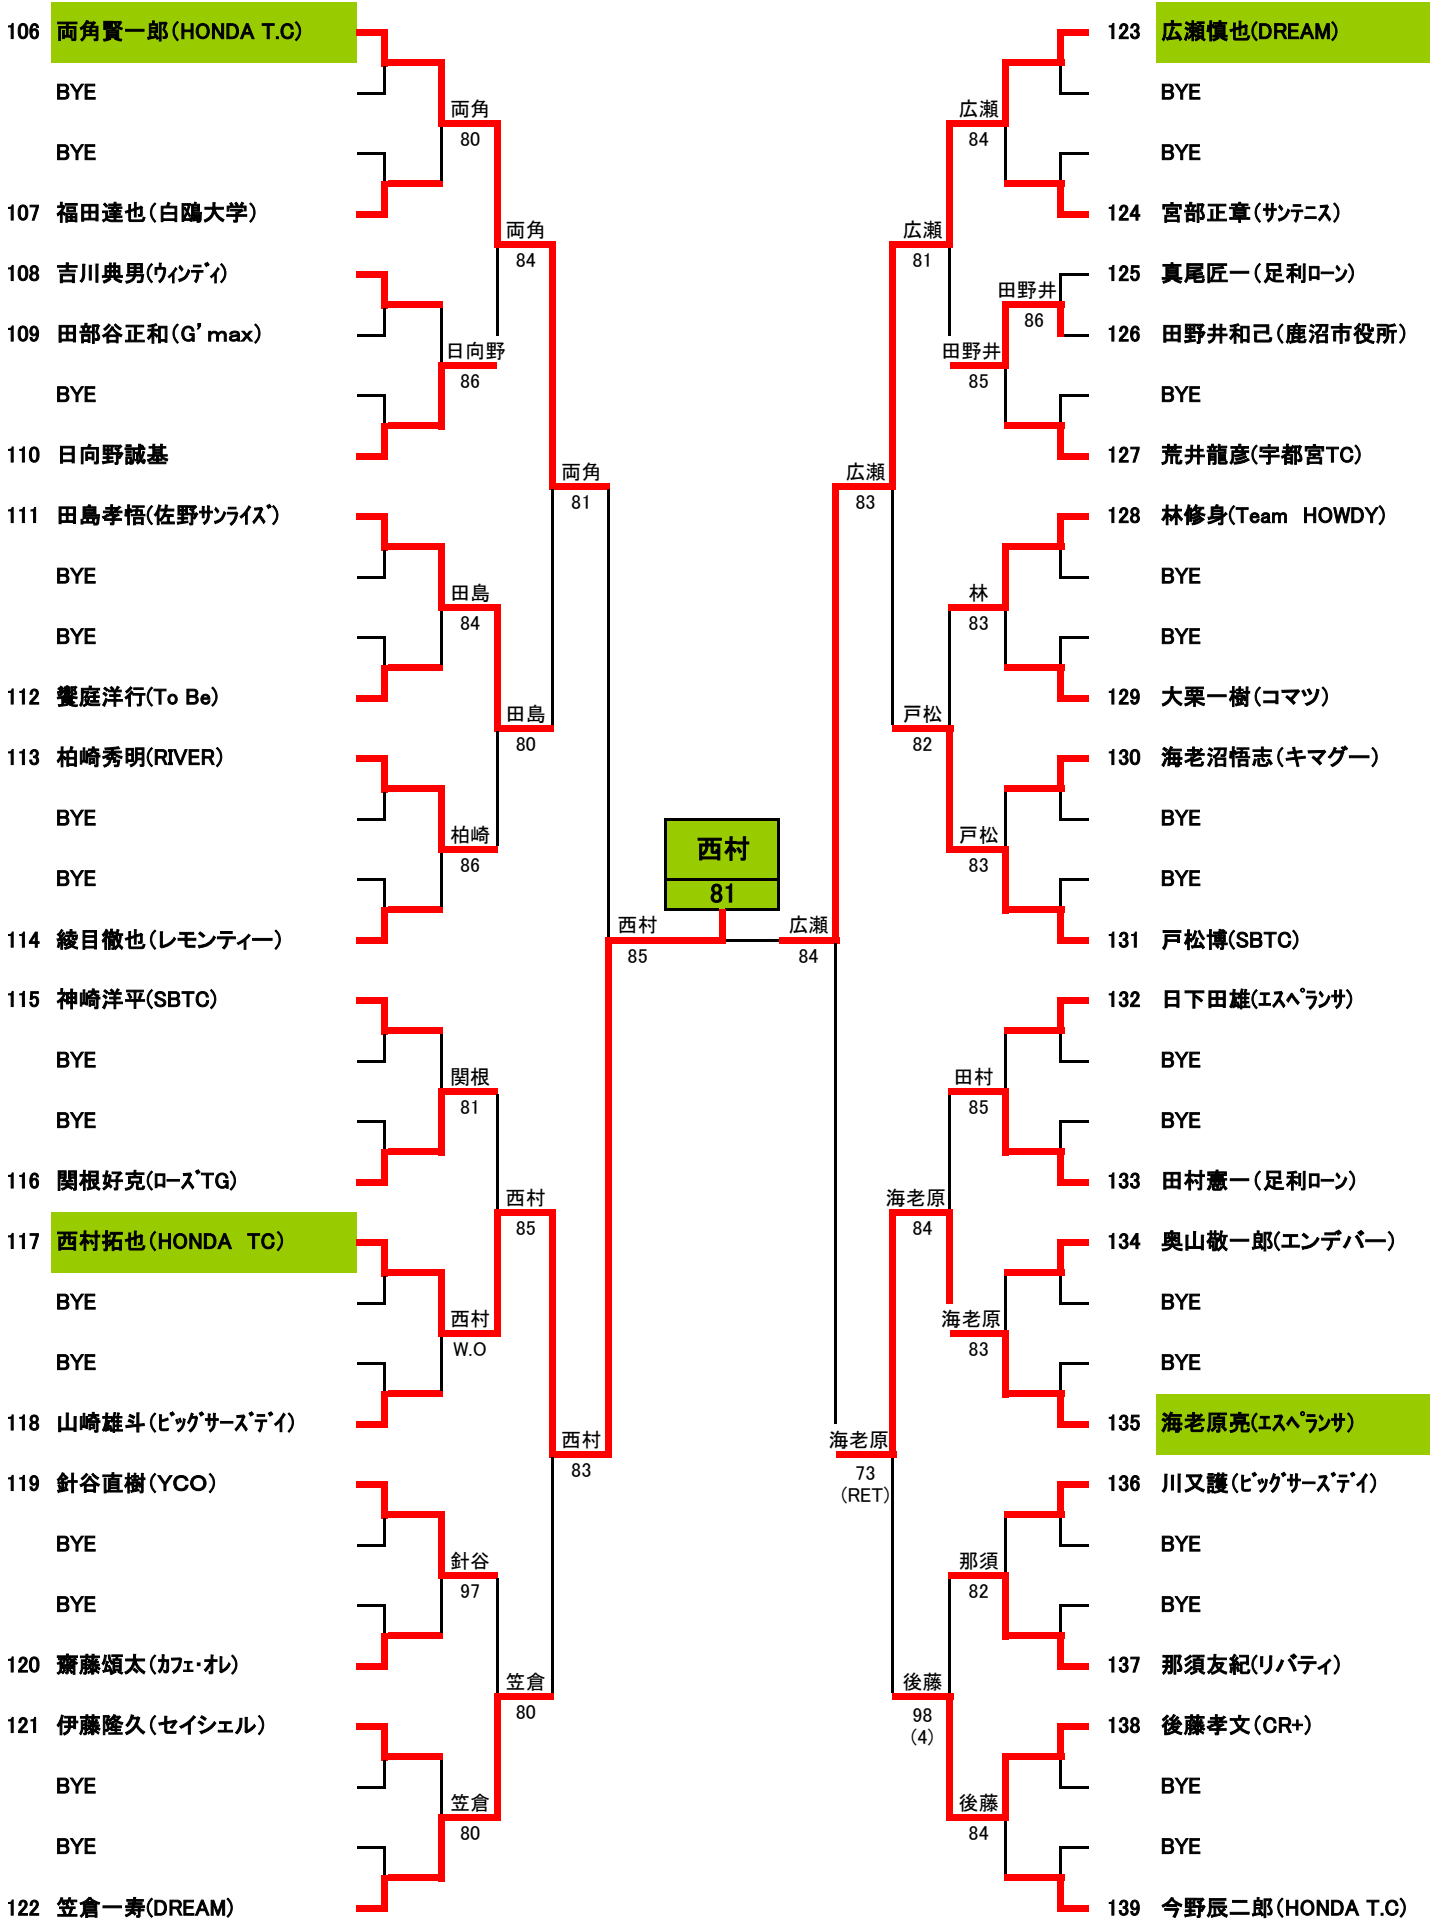 106 両角賢一郎(HONDA T.C)
BYE
BYE
107 福田達也(白鴎大学)
108 吉川典男(ウィンディ)
109 田部谷正和(G'max)
BYE
110 日向野誠基
111 田島孝悟(佐野サンライズ)
BYE
BYE
112 饗庭洋行(To Be)
113 柏崎秀明(RIVER)
BYE
BYE
114 綾目徹也(レモンティー)
115 神崎洋平(SBTC)
BYE
BYE
116 関根好克(ローズTG)
117 西村拓也(HONDA TC)
BYE
BYE
118 山崎雄斗(ビッグサーズデイ)
119 針谷直樹(YCO)
BYE
BYE
120 齋藤頌太(カフェ・オレ)
121 伊藤隆久(セイシェル)
BYE
BYE
122 笠倉一寿(DREAM)
両角
80
日向野
86
田島
84
柏崎
86
関根
81
西村
W.O
針谷
97
笠倉
80
両角
84
田島
80
西村
85
笠倉
80
両角
81
西村
83
西村
85
西村
81
広瀬
84
広瀬
83
海老原
73
(RET)
広瀬
81
戸松
82
海老原
84
後藤
98
(4)
広瀬
84
田野井
85
林
83
戸松
83
田村
85
海老原
83
那須
82
後藤
84
田野井
86
123 広瀬慎也(DREAM)
BYE
BYE
124 宮部正章(サンテニス)
125 真尾匠一(足利ローン)
126 田野井和己(鹿沼市役所)
BYE
127 荒井龍彦(宇都宮TC)
128 林修身(Team HOWDY)
BYE
BYE
129 大栗一樹(コマツ)
130 海老沼悟志(キマグー)
BYE
BYE
131 戸松博(SBTC)
132 日下田雄(エスペランサ)
BYE
BYE
133 田村憲一(足利ローン)
134 奥山敬一郎(エンデバー)
BYE
BYE
135 海老原亮(エスペランサ)
136 川又護(ビッグサーズデイ)
BYE
BYE
137 那須友紀(リバティ)
138 後藤孝文(CR+)
BYE
BYE
139 今野辰二郎(HONDA T.C)